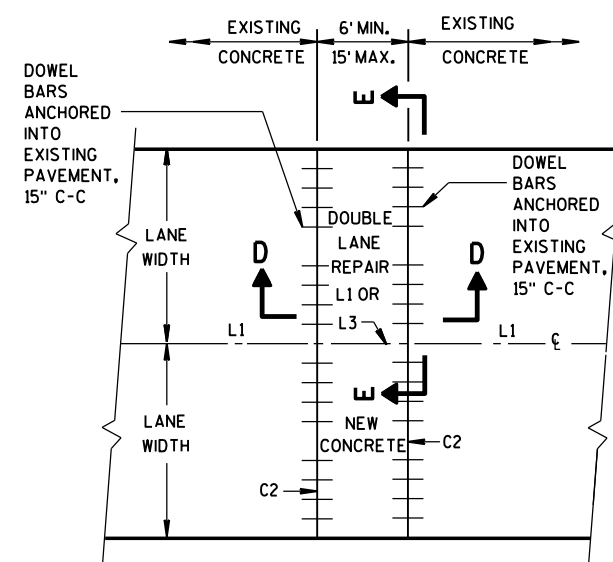 EXISTING
CONCRETE
6' MIN.
15' MAX.
EXISTING
CONCRETE
DOWEL
BARS
ANCHORED
INTO
EXISTING
PAVEMENT,
15" C-C
E
DOWEL
BARS
ANCHORED
INTO
EXISTING
PAVEMENT,
15" C-C
LANE
WIDTH
D
DOUBLE
LANE
REPAIR
L1 OR
L3
D
L1
L1
℄
E
LANE
WIDTH
NEW
CONCRETE
C2
C2